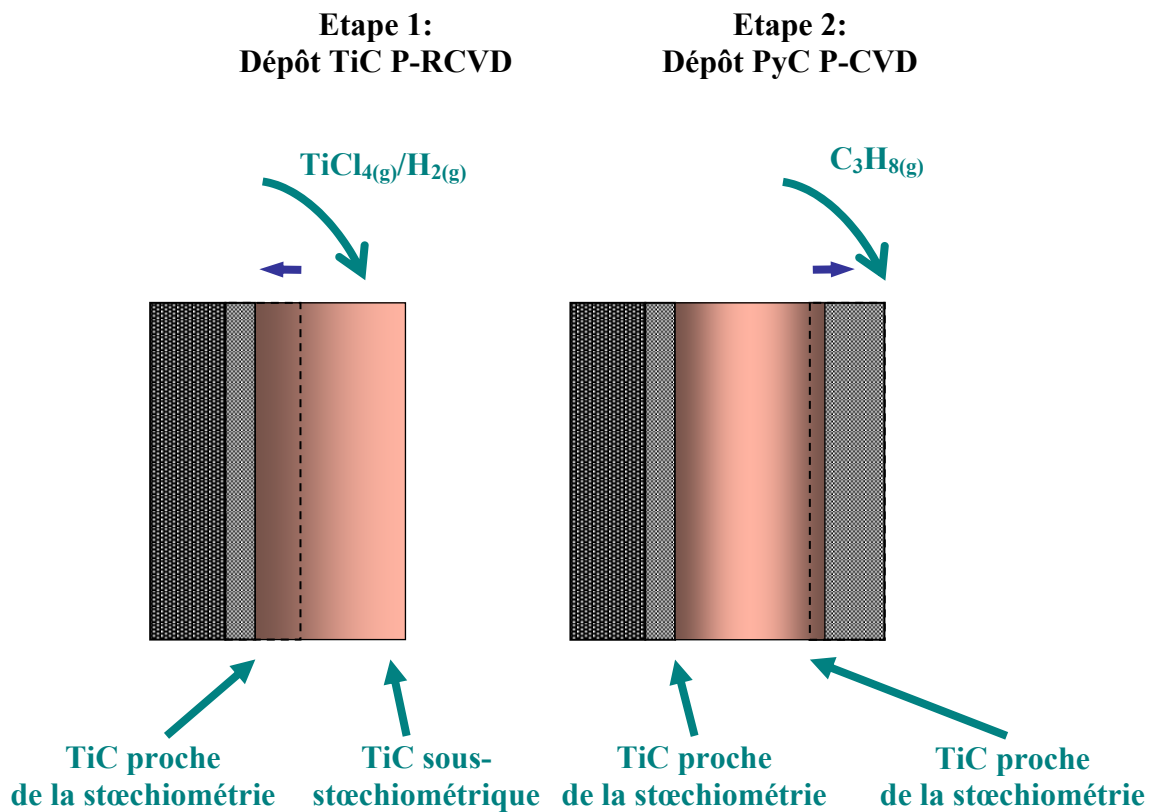 Etape 1:
Dépôt TiC P-RCVD
Etape 2:
Dépôt PyC P-CVD
TiCl4(g)/H2(g)
C3H8(g)
TiC proche
de la stœchiométrie
TiC sous-
stœchiométrique
TiC proche
de la stœchiométrie
TiC proche
de la stœchiométrie